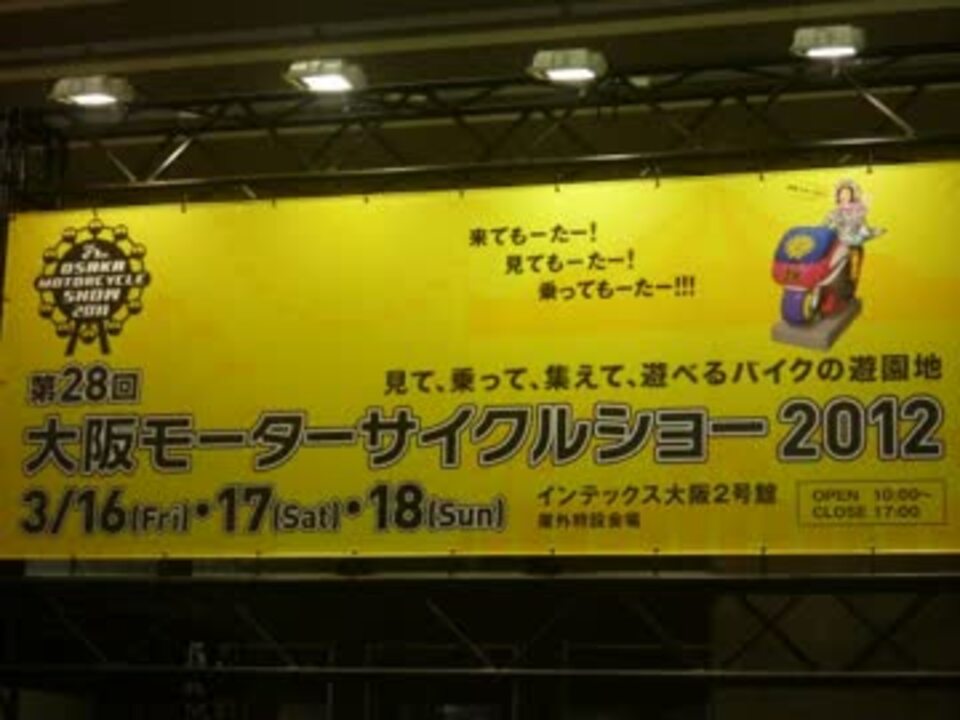 OSAKA
MOTORCYCLE
SHOW
2011
来てもーたー!
見てもーたー!
乗ってもーたー!!!
第28回
見て、乗って、集えて、遊べるバイクの遊園地
大阪モーターサイクルショー2012
3/16(Fri)・17(Sat)・18(Sun)
インテックス大阪2号館
屋外特設会場
OPEN 10:00~
CLOSE 17:00